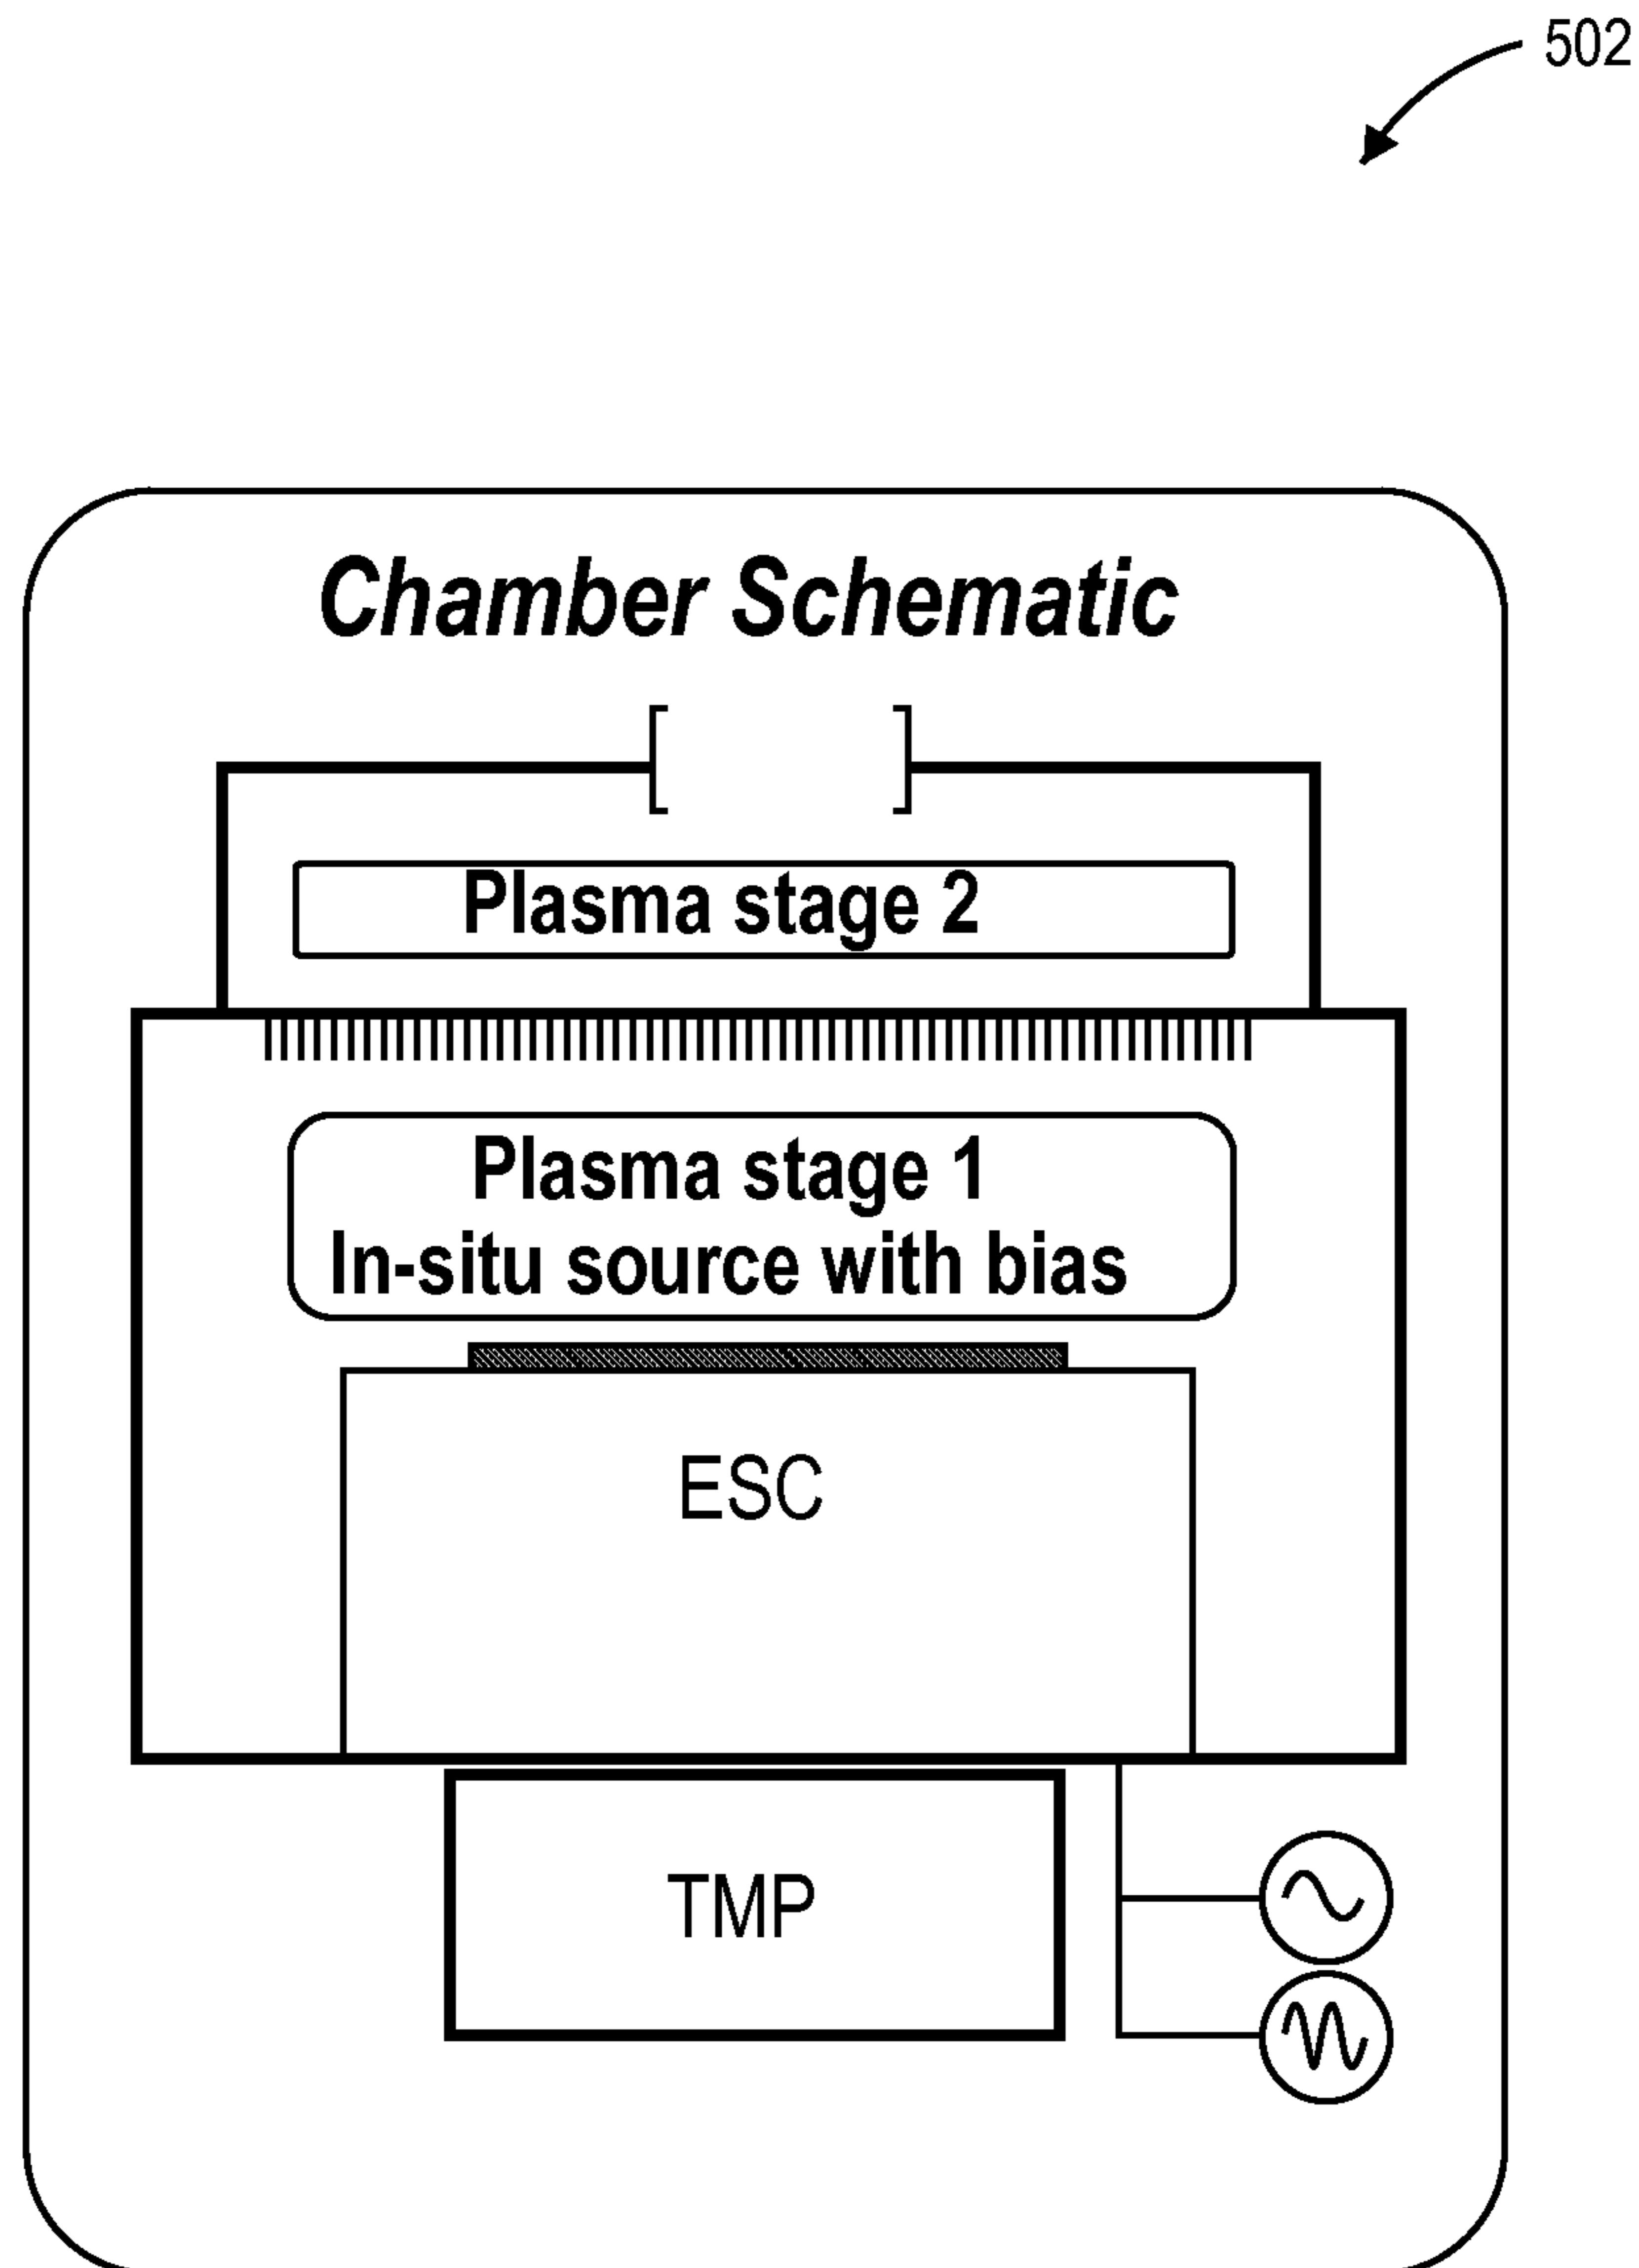 502
Chamber Schematic
Plasma stage 2
Plasma stage 1
In-situ source with bias
ESC
TMP